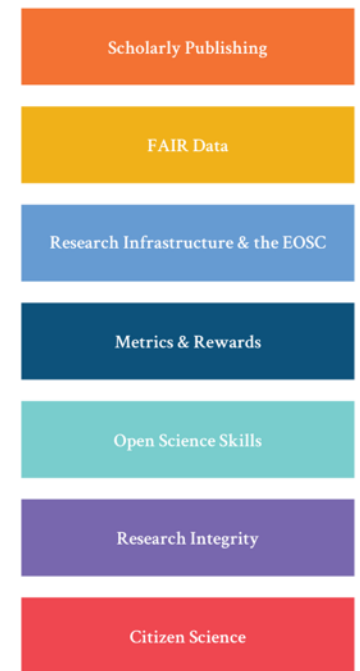 Scholarly Publishing
FAIR Data
Research Infrastructure & the EOSC
Metrics & Rewards
Open Science Skills
Research Integrity
Citizen Science